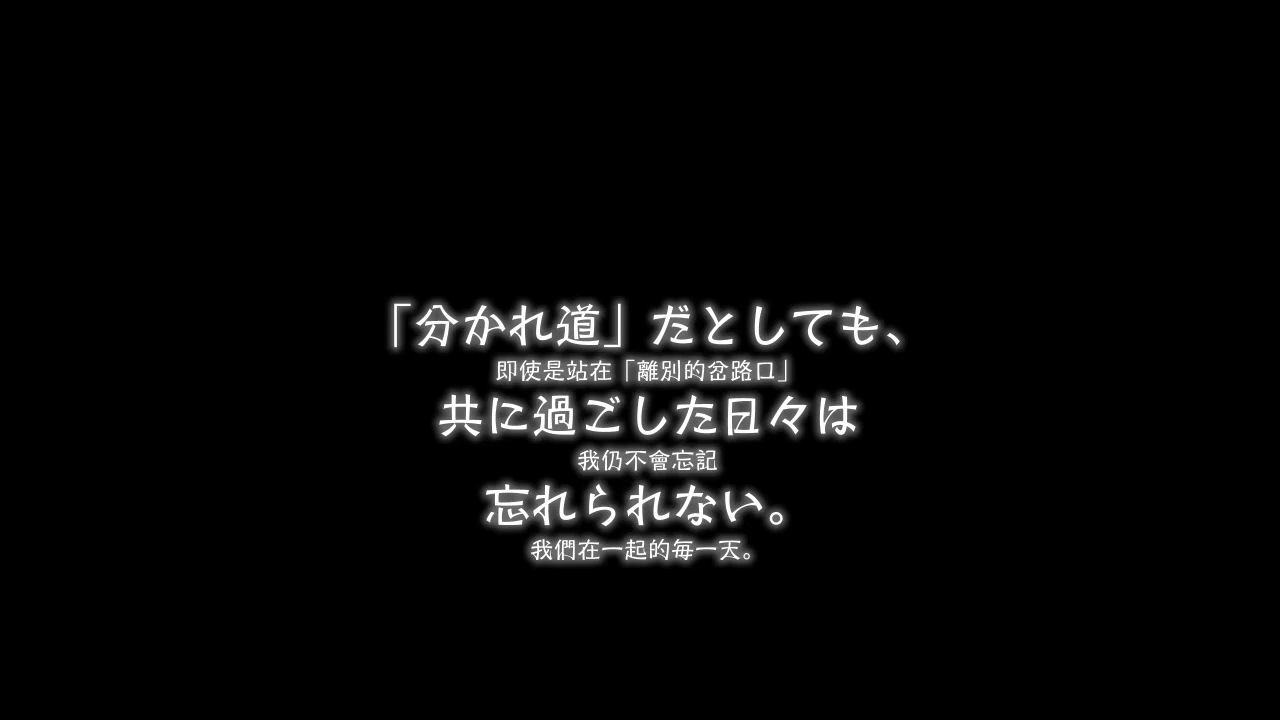 「分かれ道」だとしても、
即使是站在「離別的岔路口」
共に過ごした日々は
我仍不會忘記
忘れられない。
我們在一起的每一天。